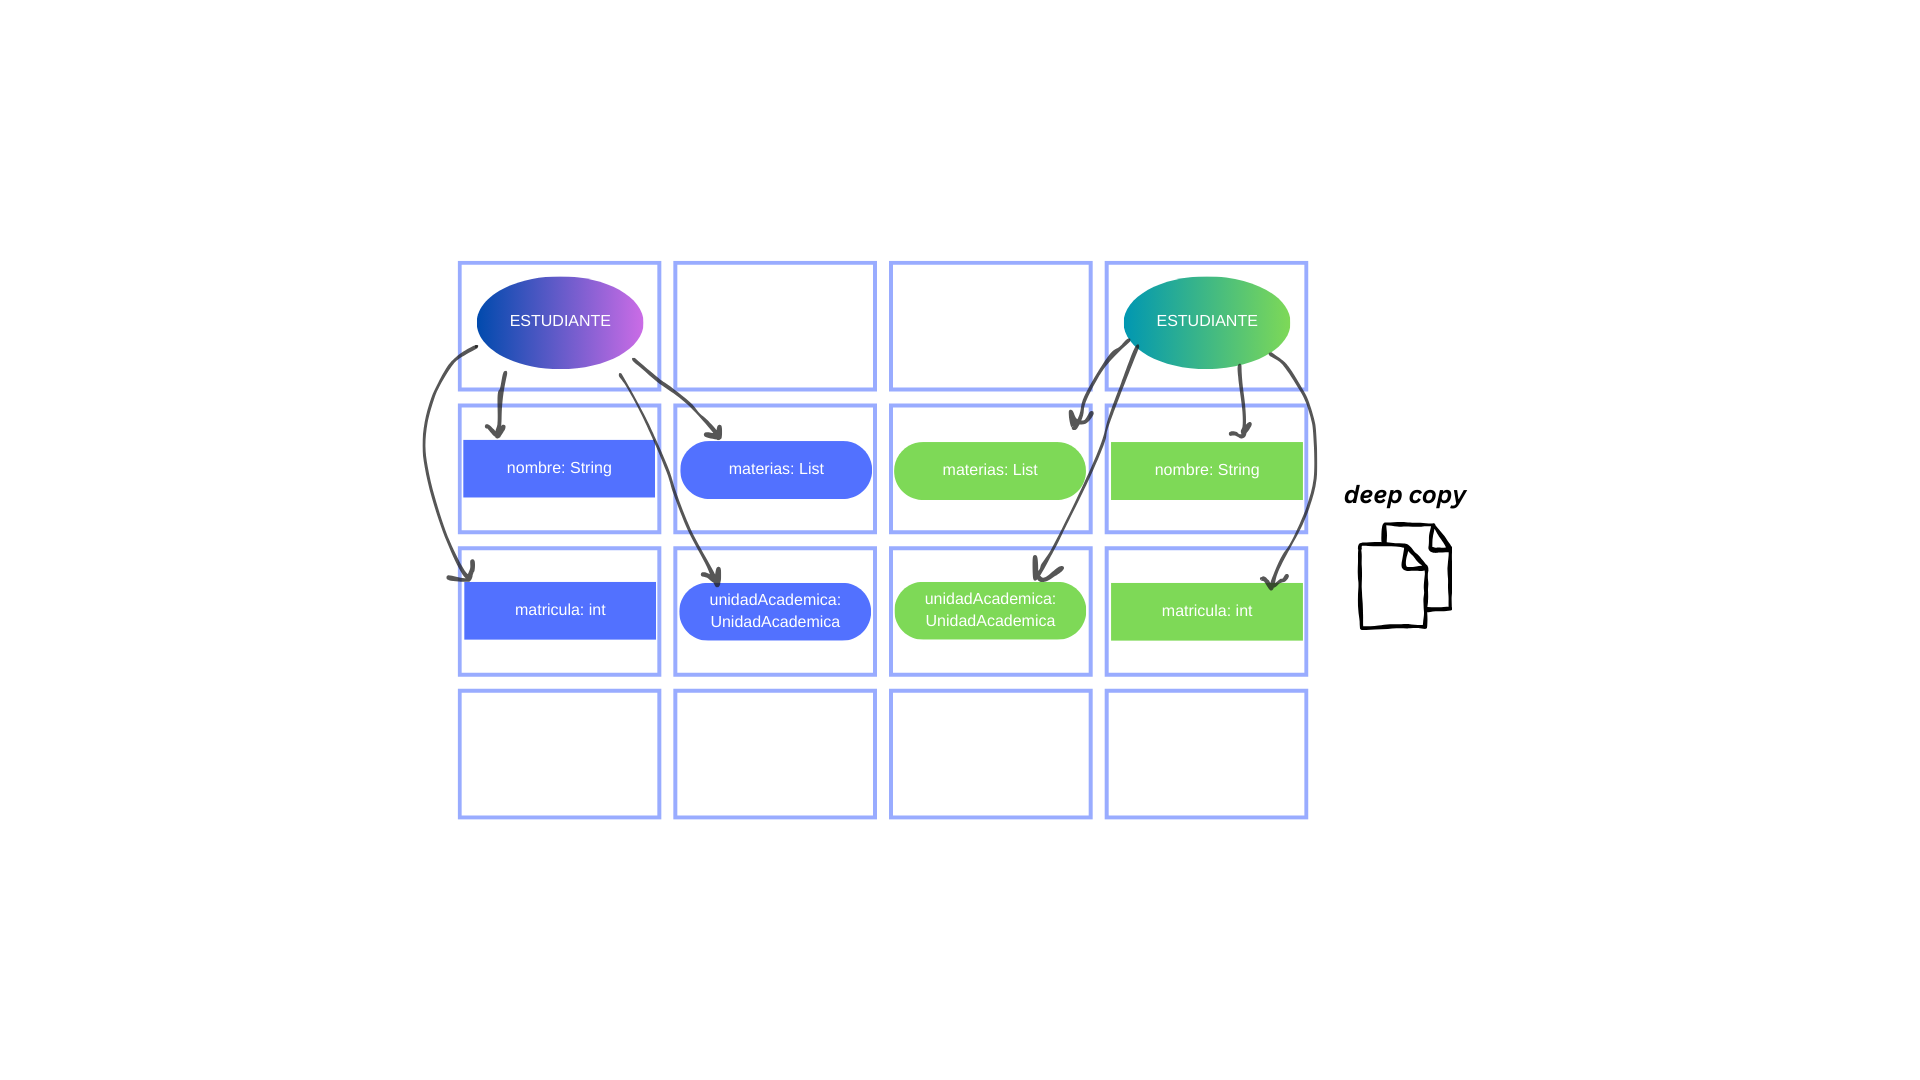 ESTUDIANTE
ESTUDIANTE
nombre: String
materias: List
materias: List
nombre: String
deep copy
matricula: int
unidadAcademica:
UnidadAcademica
unidadAcademica:
UnidadAcademica
matricula: int